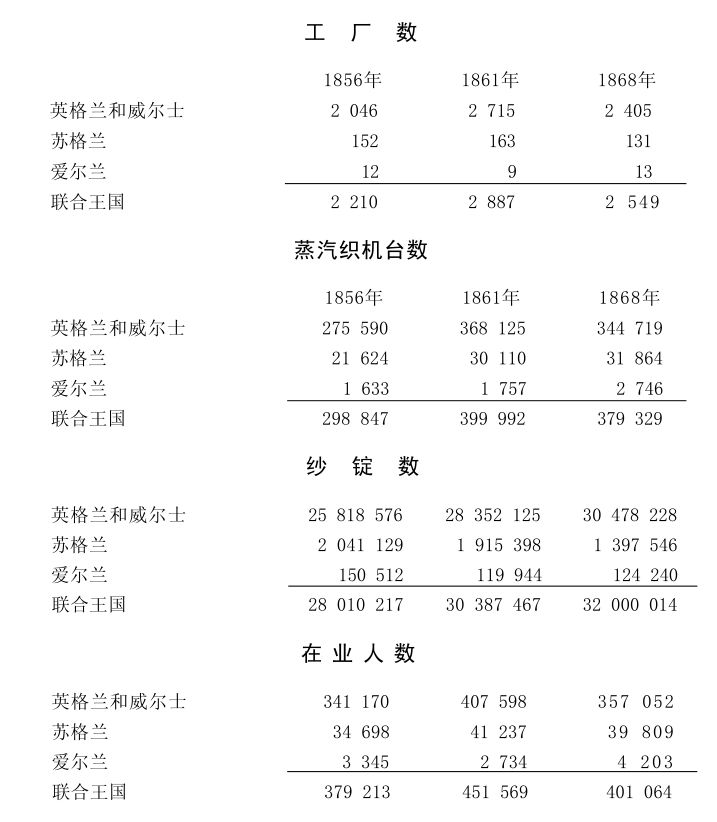 工 厂 数
1856年 1861年 1868年
英格兰和威尔士 2 046 2 715 2 405
苏格兰 152 163 131
爱尔兰 12 9 13
联合王国 2 210 2 887 2 549
蒸汽织机台数
1856年 1861年 1868年
英格兰和威尔士 275 590 368 125 344 719
苏格兰 21 624 30 110 31 864
爱尔兰 1 633 1 757 2 746
联合王国 298 847 399 992 379 329
纱 锭 数
英格兰和威尔士 25 818 576 28 352 125 30 478 228
苏格兰 2 041 129 1 915 398 1 397 546
爱尔兰 150 512 119 944 124 240
联合王国 28 010 217 30 387 467 32 000 014
在 业 人 数
英格兰和威尔士 341 170 407 598 357 052
苏格兰 34 698 41 237 39 809
爱尔兰 3 345 2 734 4 203
联合王国 379 213 451 569 401 064